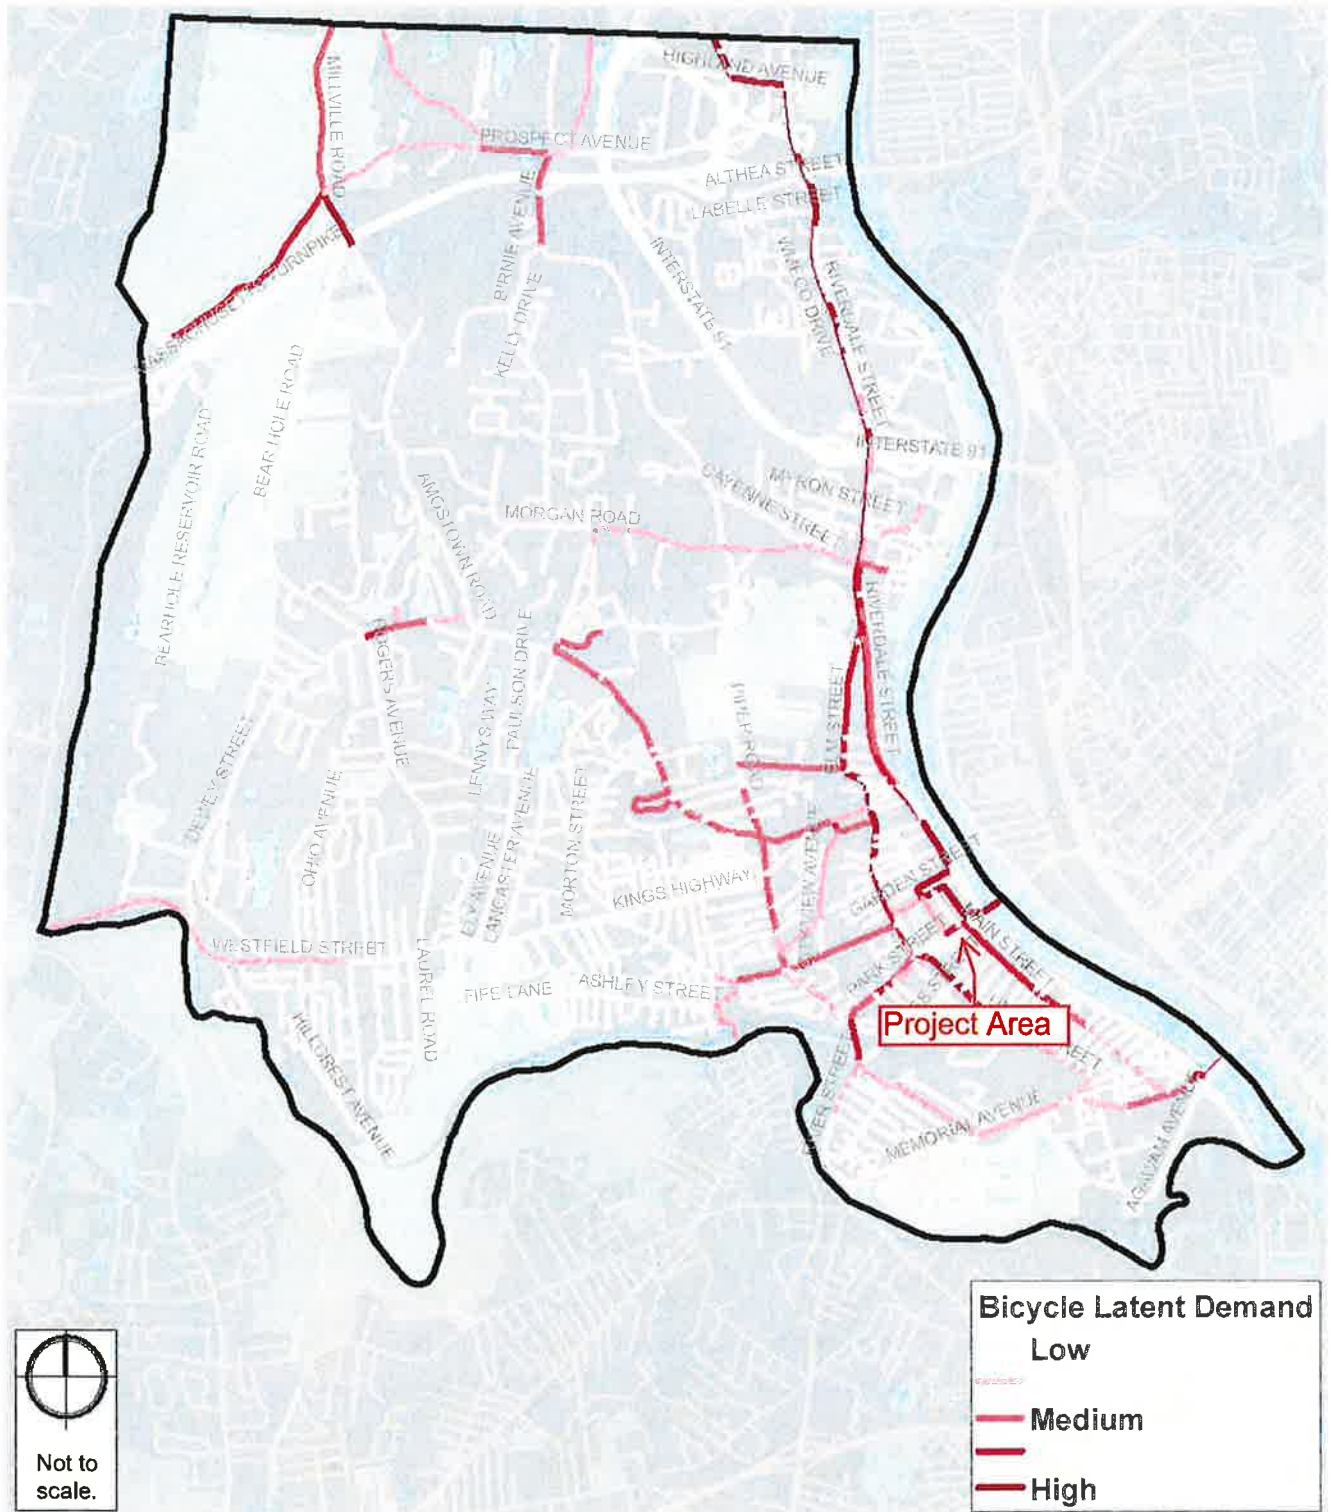 HIGHLAND AVENUE
MILLVILLE ROAD
PROSPECT AVENUE
ALTHEA STREET
LABELLE STREET
BIRNIE AVENUE
INTERSTATE 91
WMECO DRIVE
RIVERDALE STREET
KELLY DRIVE
BEAR HOLE ROAD
BEARHOLE RESERVOIR ROAD
INTERSTATE 91
MYRON STREET
CAYENNE STREET
AMOSTOWN ROAD
MORGAN ROAD
ROGERS AVENUE
PAULSON DRIVE
LENNYS WAY
RIVERDALE STREET
ELM STREET
PIPER ROAD
DEWEY STREET
OHIO AVENUE
ELY AVENUE
LANCASTER AVENUE
MORTON STREET
KINGS HIGHWAY
GARDEN STREET
MAIN STREET
PARK STREET
WESTFIELD STREET
LAUREL ROAD
FIFE LANE
ASHLEY STREET
Project Area
HILLCREST AVENUE
RIVER STREET
MEMORIAL AVENUE
AGAWAM AVENUE
Bicycle Latent Demand
Low
Medium
High
Not to
scale.